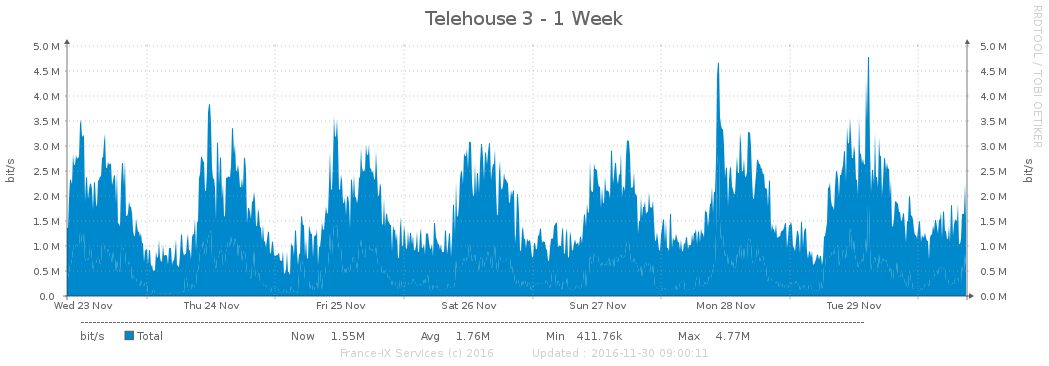 Telehouse 3 - 1 Week
RRDTOOL / TOBI OETIKER
bit/s
5.0 M 5.0 M
4.5 M 4.5 M
4.0 M 4.0 M
3.5 M 3.5 M
3.0 M 3.0 M
2.5 M 2.5 M
2.0 M 2.0 M
1.5 M 1.5 M
1.0 M 1.0 M
0.5 M 0.5 M
0.0 0.0 M
bit/s
Wed 23 Nov Thu 24 Nov Fri 25 Nov Sat 26 Nov Sun 27 Nov Mon 28 Nov Tue 29 Nov
bit/s Total Now 1.55M Avg 1.76M Min 411.76k Max 4.77M
France-IX Services (c) 2016 Updated : 2016-11-30 09:00:11